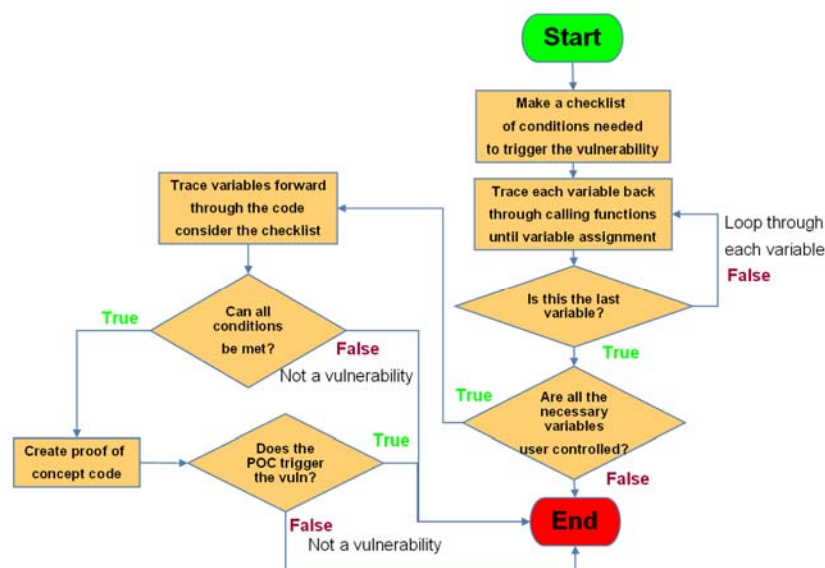 Start
Make a checklist
of conditions needed
to trigger the vulnerability
Trace each variable back
through calling functions
until variable assignment
Loop through
each variable
False
Is this the last
variable?
True
Are all the
necessary
variables
user controlled?
True
False
Trace variables forward
through the code
consider the checklist
Can all
conditions
be met?
True
False
Not a vulnerability
Create proof of
concept code
Does the
POC trigger
the vuln?
True
False
Not a vulnerability
End